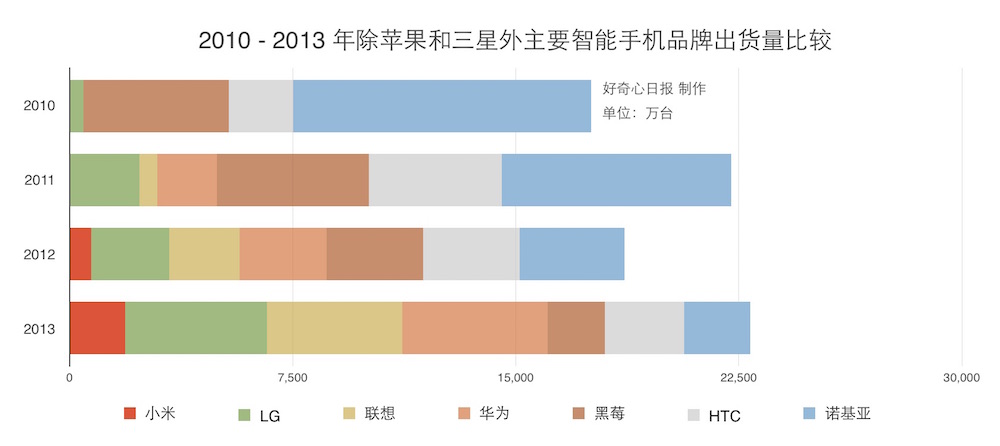 2010 - 2013 年除苹果和三星外主要智能手机品牌出货量比较
好奇心日报 制作
单位：万台
2010
2011
2012
2013
0 7,500 15,000 22,500 30,000
小米 LG 联想 华为 黑莓 HTC 诺基亚